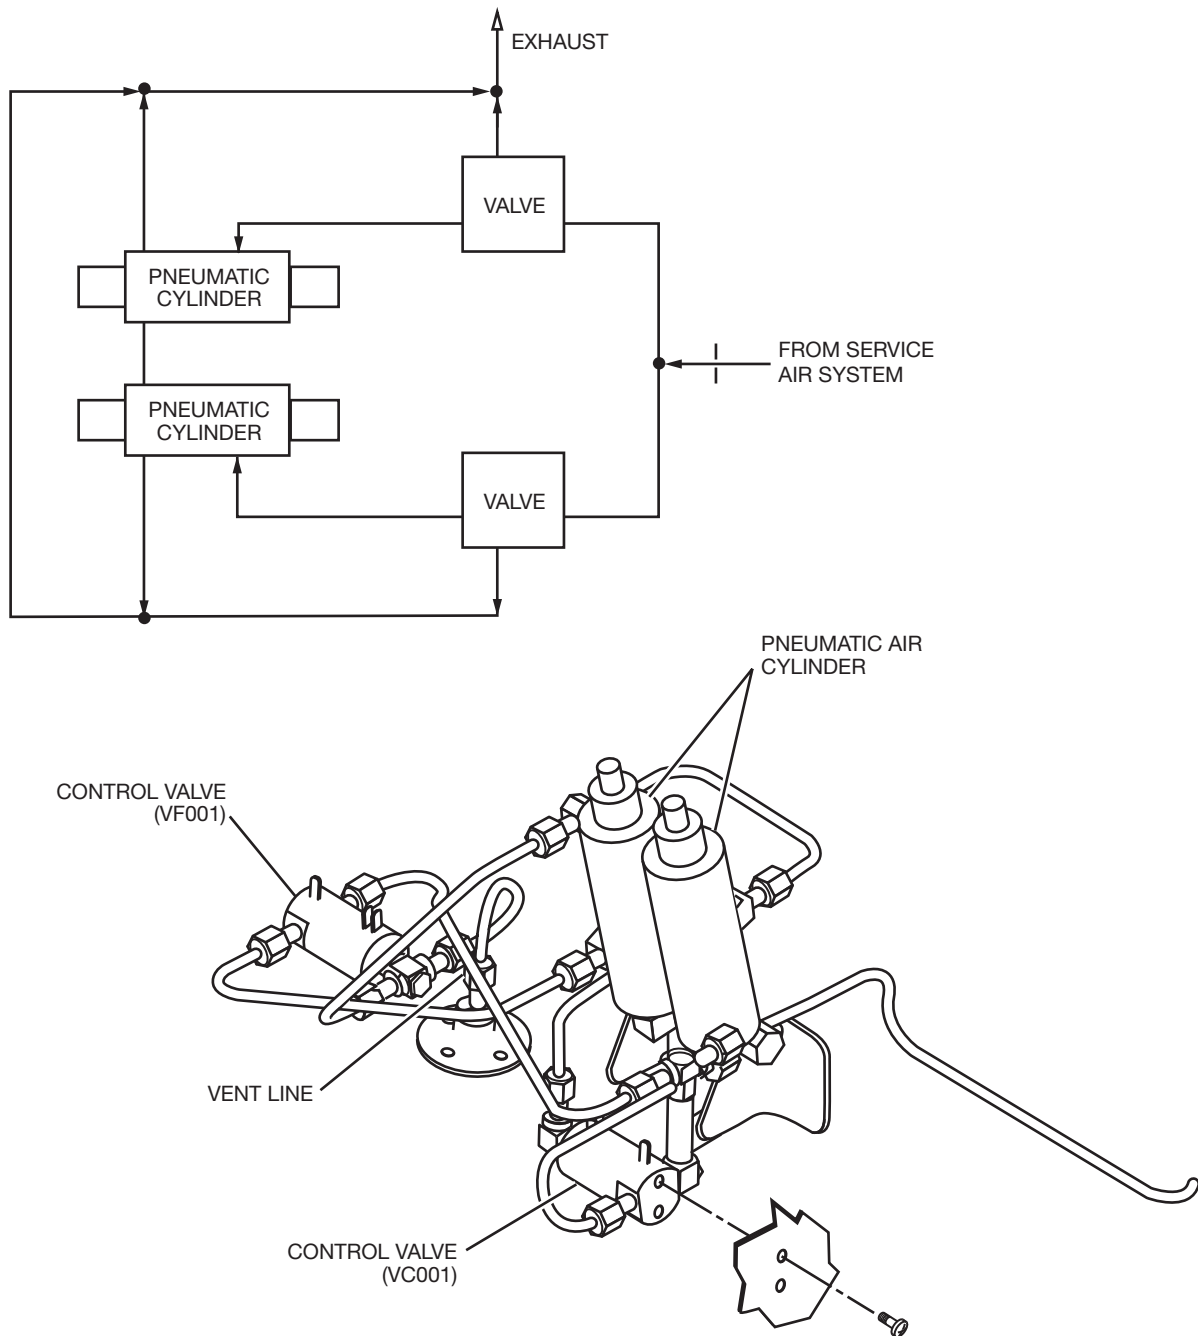 EXHAUST
VALVE
PNEUMATIC
CYLINDER
FROM SERVICE
AIR SYSTEM
PNEUMATIC
CYLINDER
VALVE
PNEUMATIC AIR
CYLINDER
CONTROL VALVE
(VF001)
VENT LINE
CONTROL VALVE
(VC001)